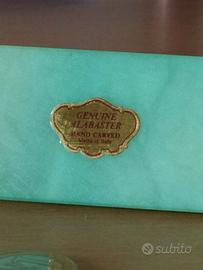 GENUINE
ALABASTER
HAND CARVED
Made in Italy
subito